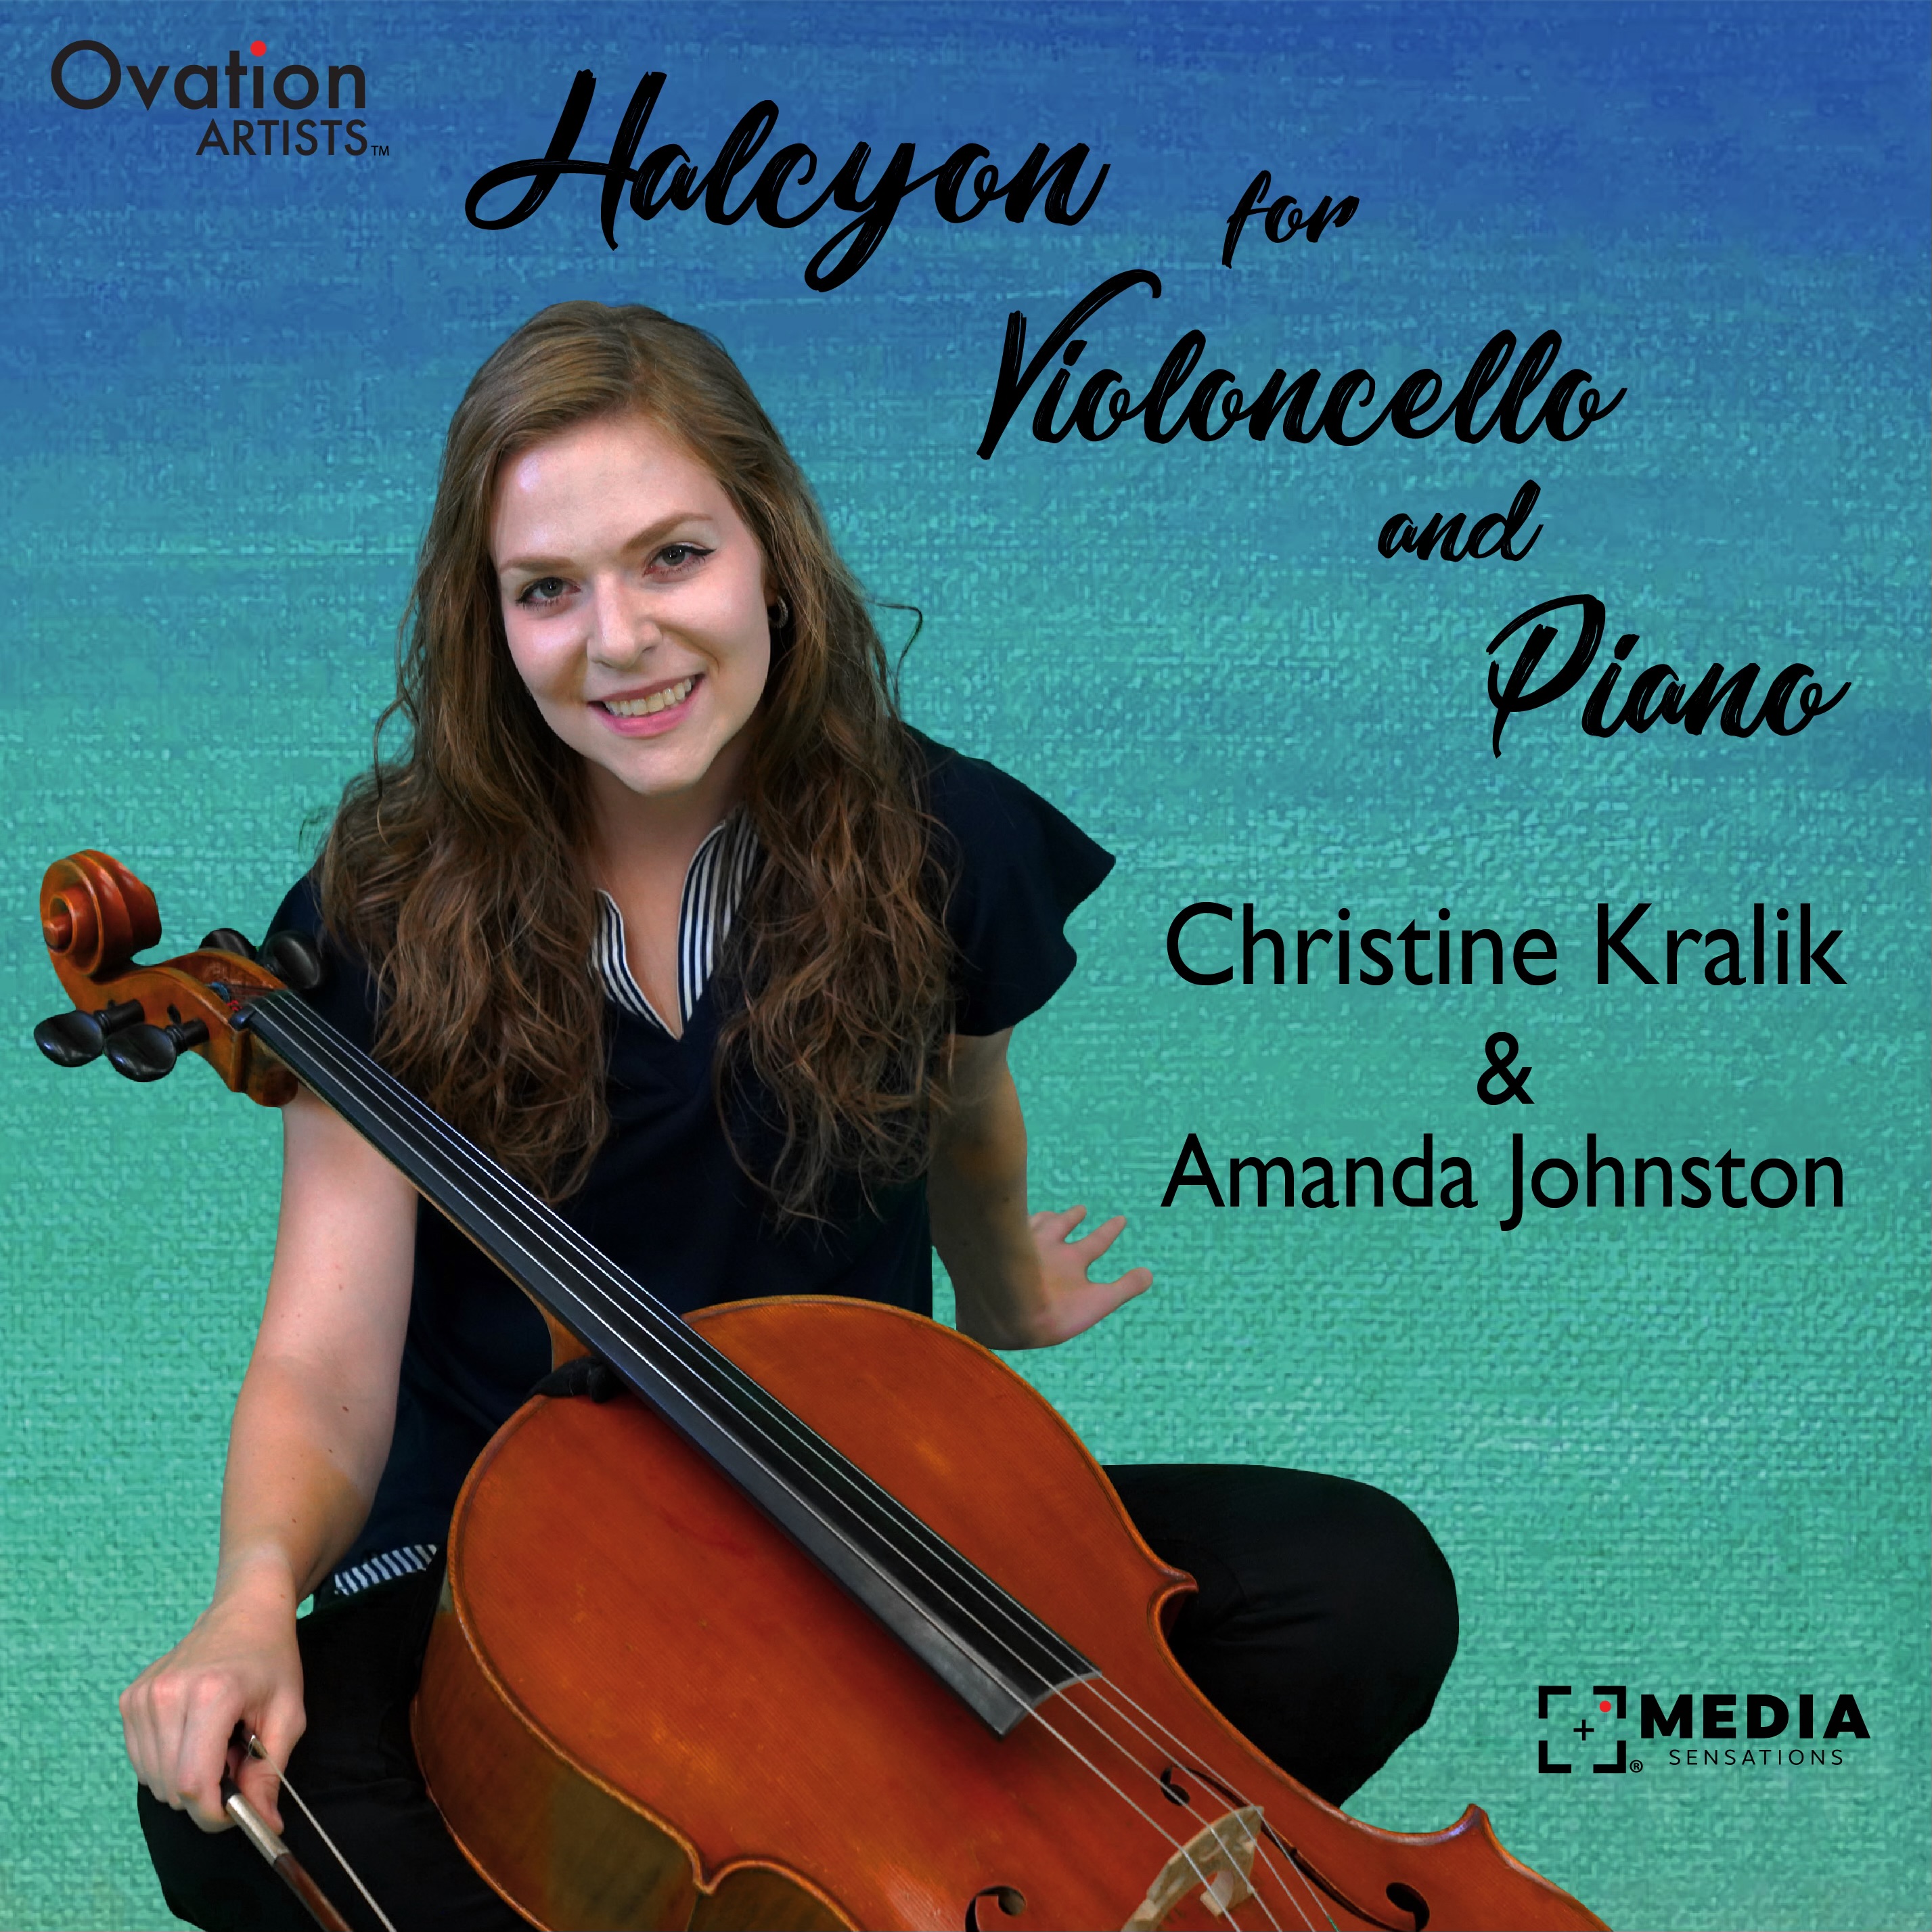 Ovation
ARTISTS™
Halcyon for
Violoncello
and
Piano
Christine Kralik
&
Amanda Johnston
MEDIA
SENSATIONS
®